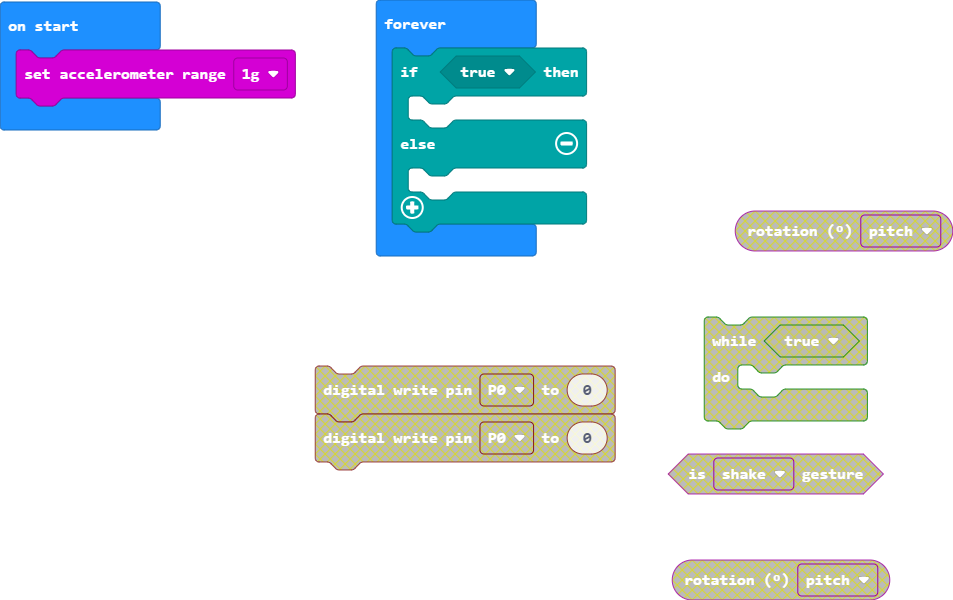 on start
set accelerometer range 1g
forever
if true then
else
rotation (º) pitch
while true
do
digital write pin P0 to 0
digital write pin P0 to 0
is shake gesture
rotation (º) pitch